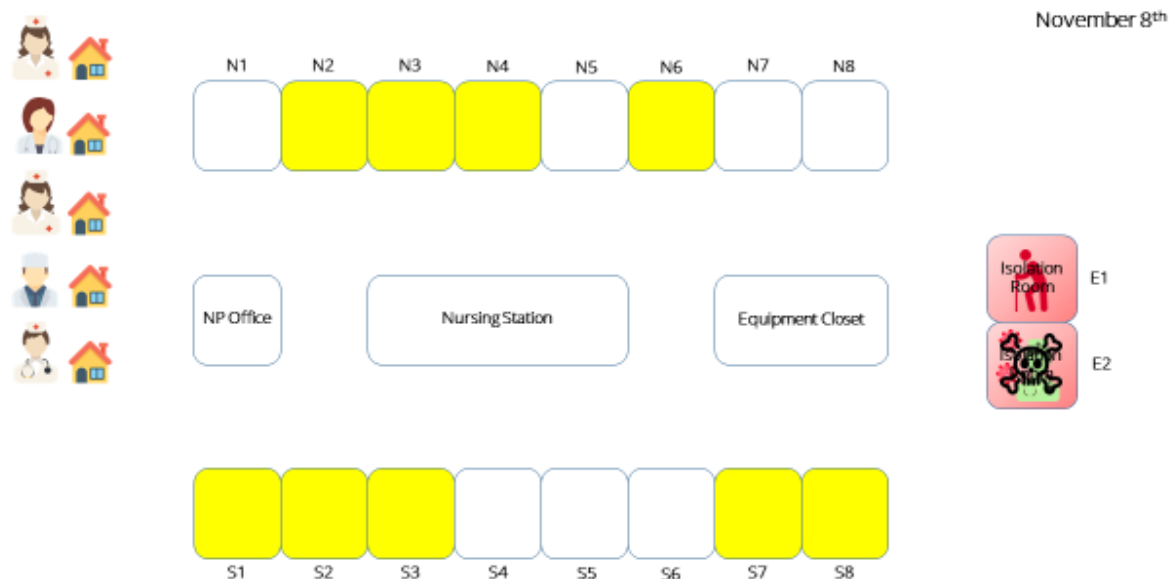 November 8th
N1 N2 N3 N4 N5 N6 N7 N8
Isolation
Room
E1
NP Office
Nursing Station
Equipment Closet
E2
S1 S2 S3 S4 S5 S6 S7 S8